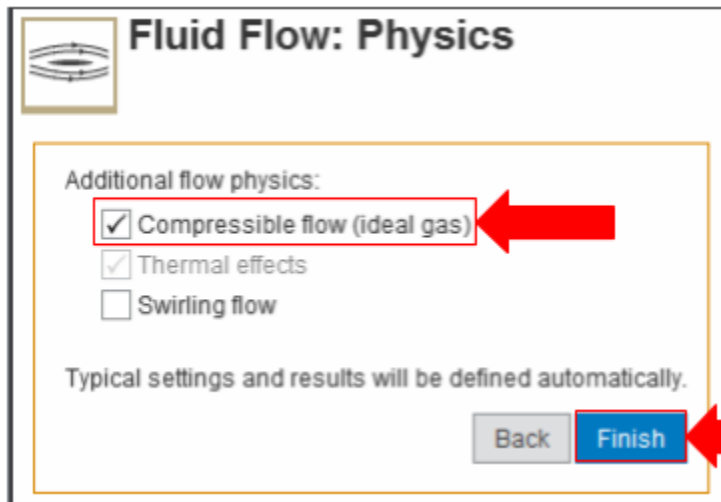 Fluid Flow: Physics
Additional flow physics:
Compressible flow (ideal gas)
Thermal effects
Swirling flow
Typical settings and results will be defined automatically.
Back Finish